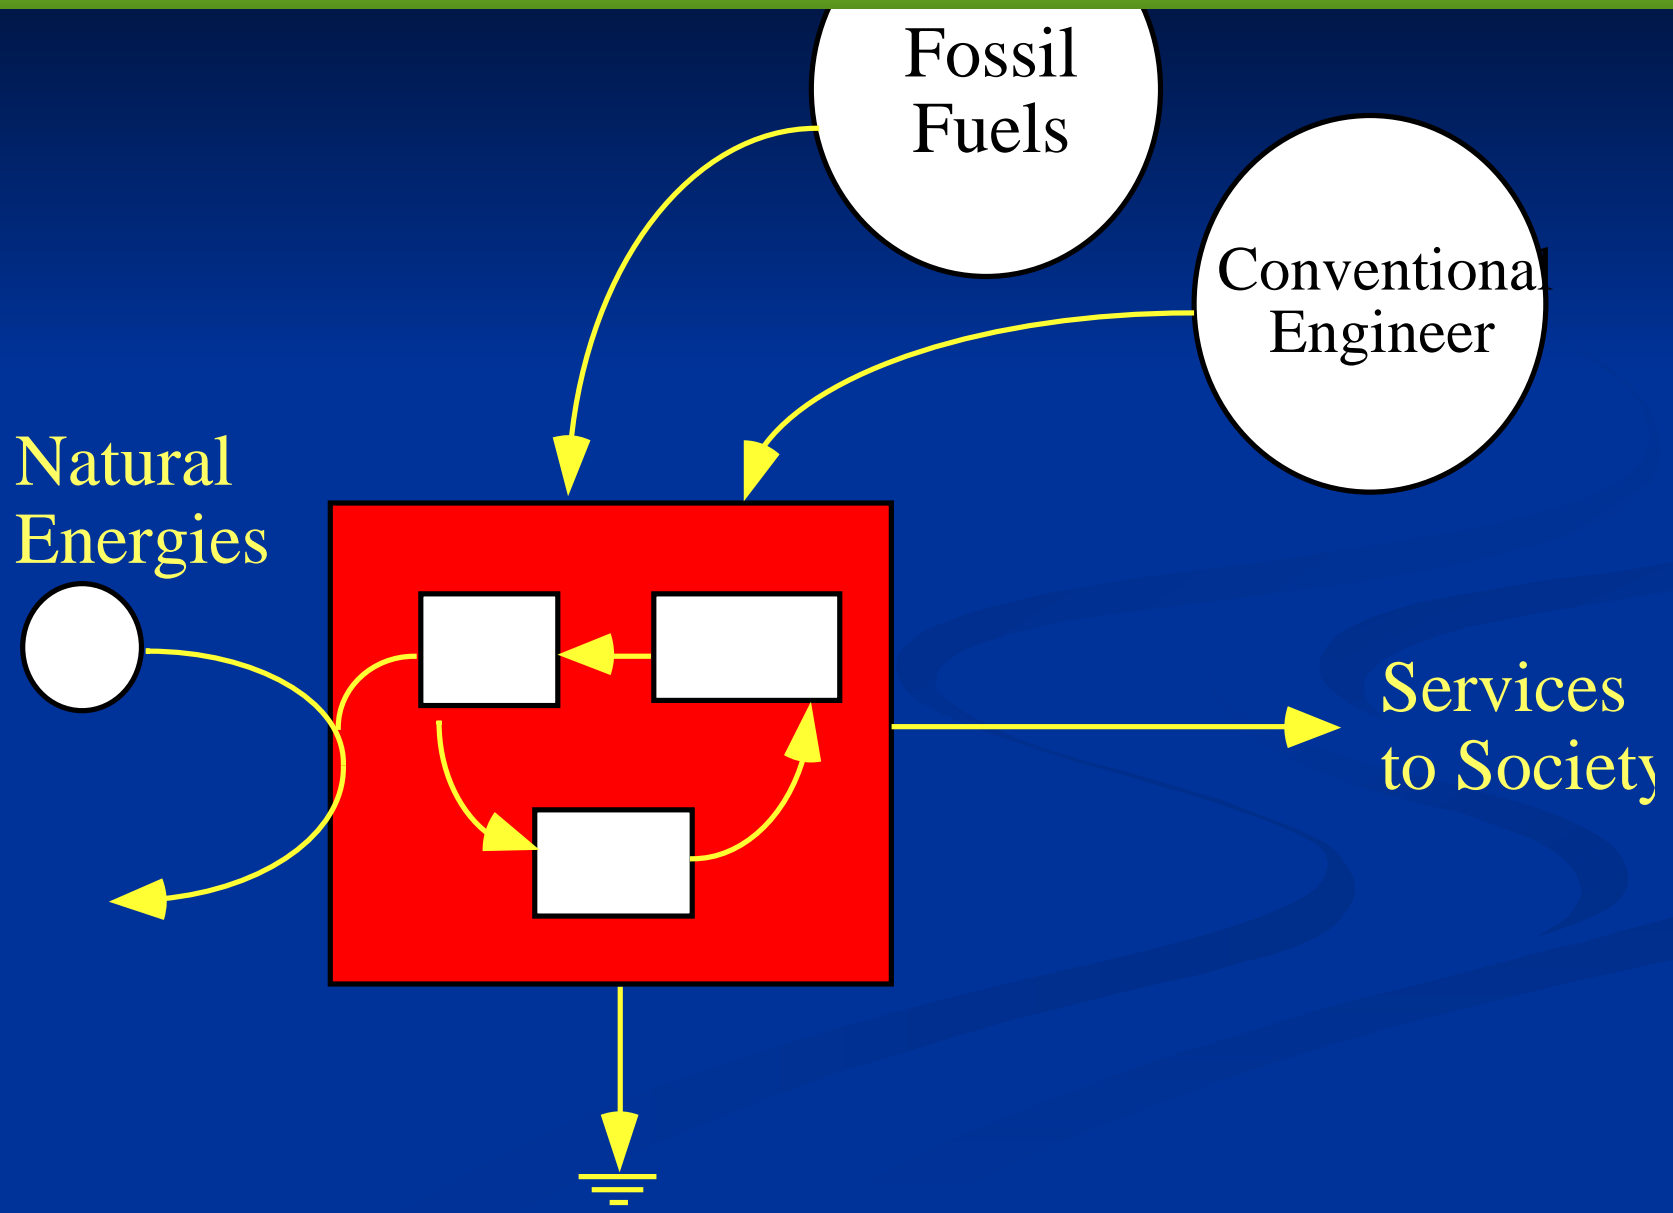 Fossil
Fuels
Conventional
Engineer
Natural
Energies
Services
to Society